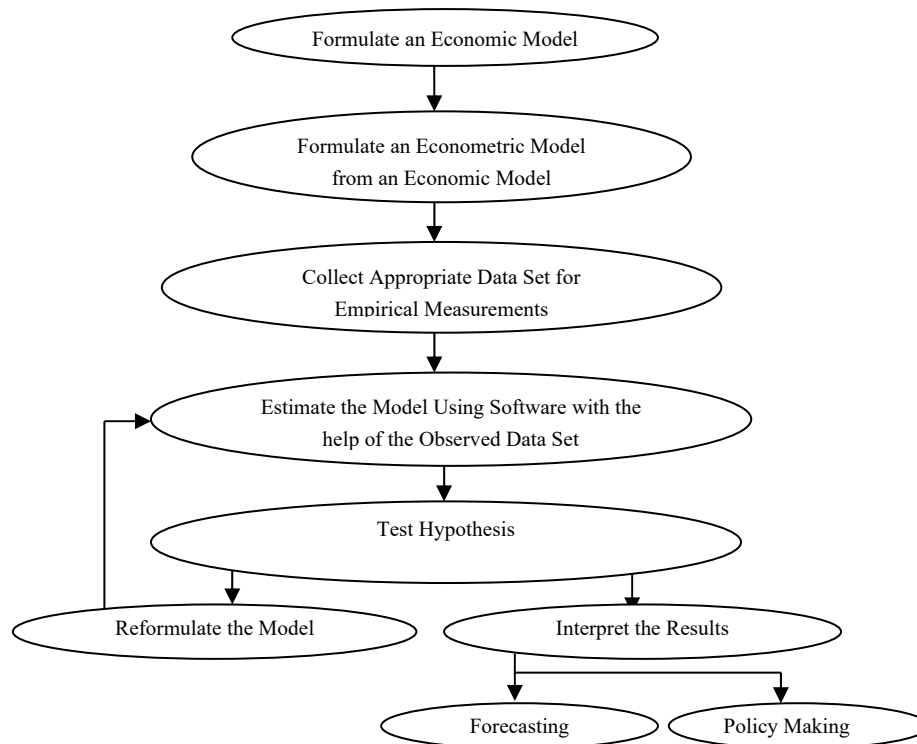 Formulate an Economic Model
Formulate an Econometric Model
from an Economic Model
Collect Appropriate Data Set for
Empirical Measurements
Estimate the Model Using Software with the
help of the Observed Data Set
Test Hypothesis
Reformulate the Model
Interpret the Results
Forecasting
Policy Making